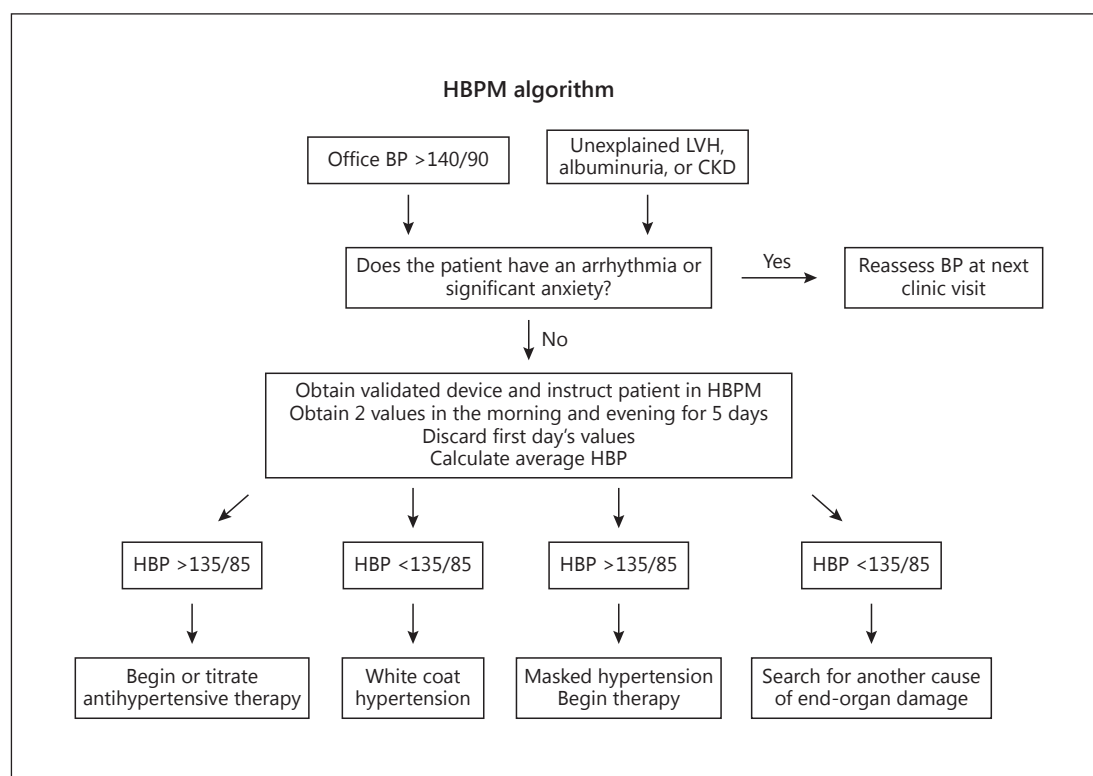 HBPM algorithm
Office BP >140/90
Unexplained LVH,
albuminuria, or CKD
Does the patient have an arrhythmia or
significant anxiety?
Yes
Reassess BP at next
clinic visit
No
Obtain validated device and instruct patient in HBPM
Obtain 2 values in the morning and evening for 5 days
Discard first day's values
Calculate average HBP
HBP >135/85
HBP <135/85
HBP >135/85
HBP <135/85
Begin or titrate
antihypertensive therapy
White coat
hypertension
Masked hypertension
Begin therapy
Search for another cause
of end-organ damage